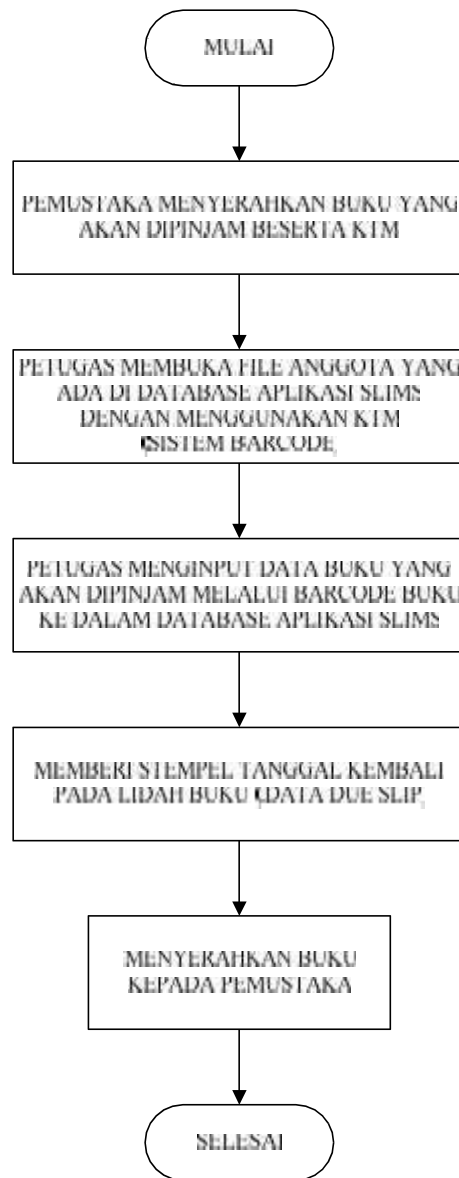 MULAI
PEMUSTAKA MENYERAHKAN BUKU YANG
AKAN DIPINJAM BESERTA KTM
PETUGAS MEMBUKA FILE ANGGOTA YANG
ADA DI DATABASE APLIKASI SLIMS
DENGAN MENGGUNAKAN KTM
(SISTEM BARCODE)
PETUGAS MENGINPUT DATA BUKU YANG
AKAN DIPINJAM MELALUI BARCODE BUKU
KE DALAM DATABASE APLIKASI SLIMS
MEMBERI STEMPEL TANGGAL KEMBALI
PADA LIDAH BUKU (DATA DUE SLIP)
MENYERAHKAN BUKU
KEPADA PEMUSTAKA
SELESAI